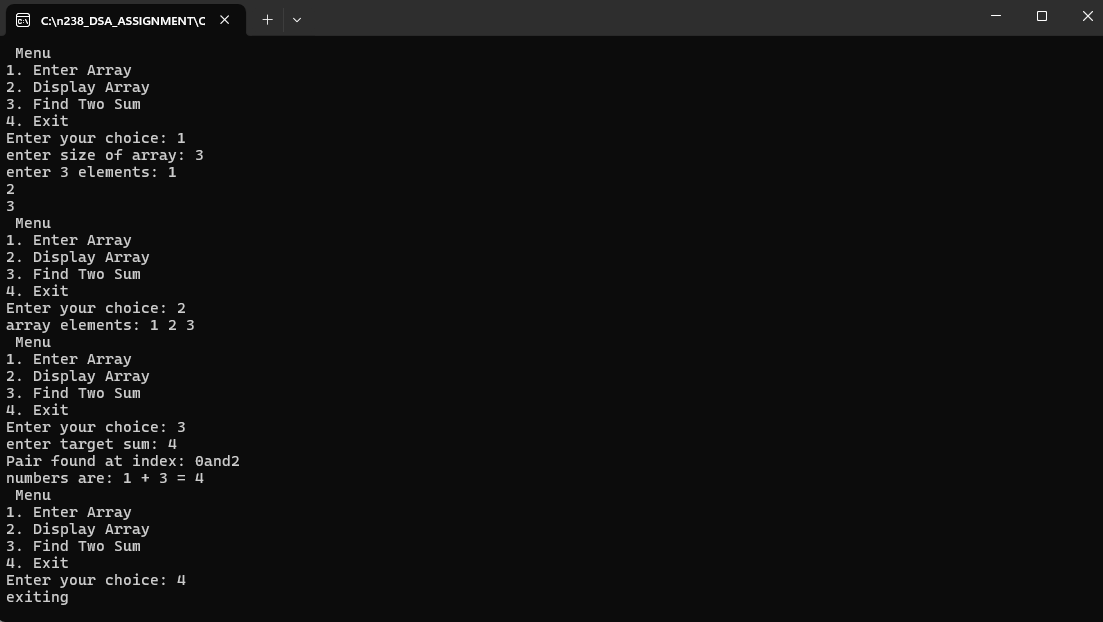 C:\n238_DSA_ASSIGNMENT\C
Menu
1. Enter Array
2. Display Array
3. Find Two Sum
4. Exit
Enter your choice: 1
enter size of array: 3
enter 3 elements: 1
2
3
Menu
1. Enter Array
2. Display Array
3. Find Two Sum
4. Exit
Enter your choice: 2
array elements: 1 2 3
Menu
1. Enter Array
2. Display Array
3. Find Two Sum
4. Exit
Enter your choice: 3
enter target sum: 4
Pair found at index: 0and2
numbers are: 1 + 3 = 4
Menu
1. Enter Array
2. Display Array
3. Find Two Sum
4. Exit
Enter your choice: 4
exiting